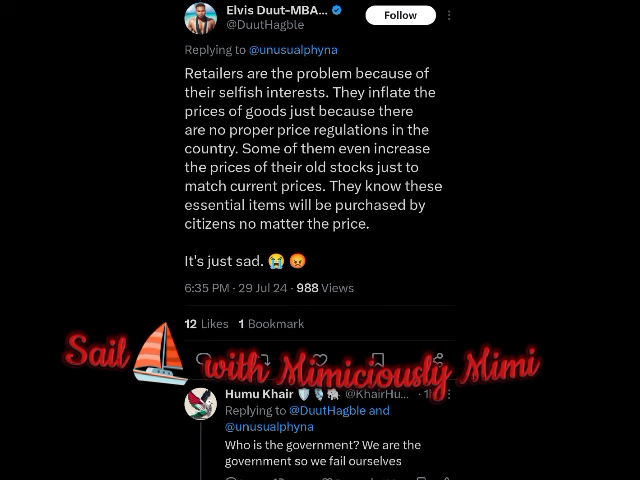 Elvis Duut-MBA...
Follow
@DuutHagble
Replying to @unusualphyna
Retailers are the problem because of
their selfish interests. They inflate the
prices of goods just because there
are no proper price regulations in the
country. Some of them even increase
the prices of their old stocks just to
match current prices. They know these
essential items will be purchased by
citizens no matter the price.
It's just sad. 😭 😡
6:35 PM · 29 Jul 24 · 988 Views
12 Likes 1 Bookmark
Sail ⛵ with Mimiciously Mimi
Humu Khair @KhairHu... ·
Replying to @DuutHagble and
@unusualphyna
Who is the government? We are the
government so we fail ourselves